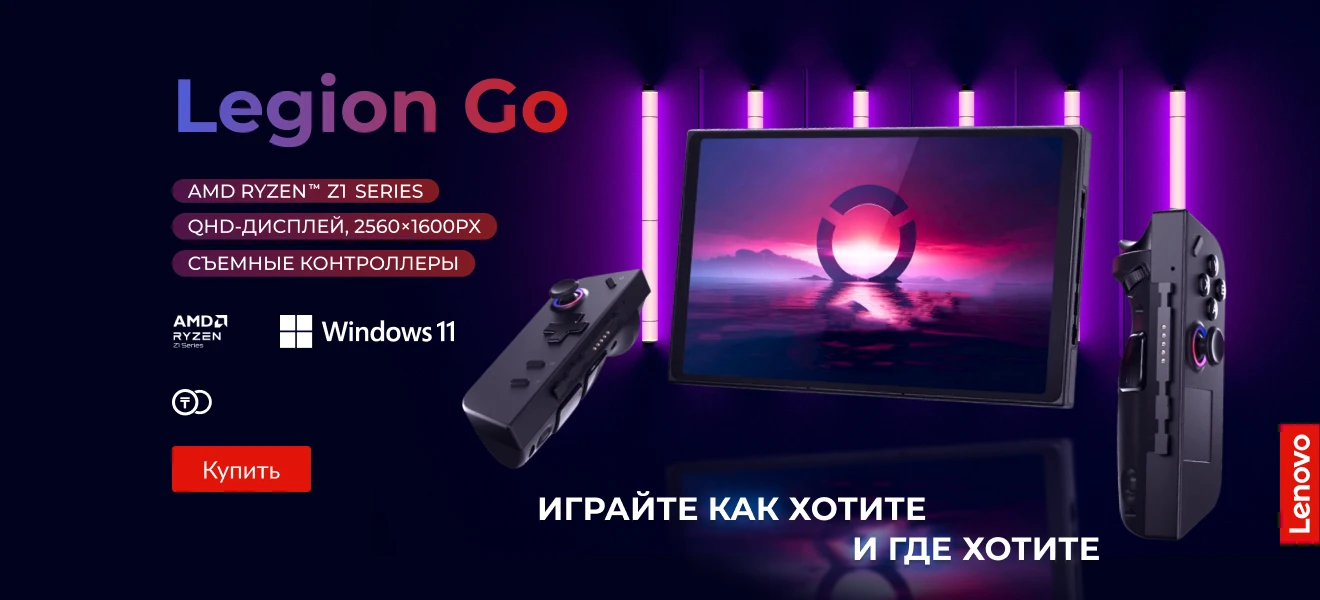 Legion Go
AMD RYZEN™ Z1 SERIES
QHD-ДИСПЛЕЙ, 2560×1600PX
СЪЕМНЫЕ КОНТРОЛЛЕРЫ
AMD
RYZEN
Z1 Series
Windows 11
₸
Купить
ИГРАЙТЕ КАК ХОТИТЕ
И ГДЕ ХОТИТЕ
Lenovo